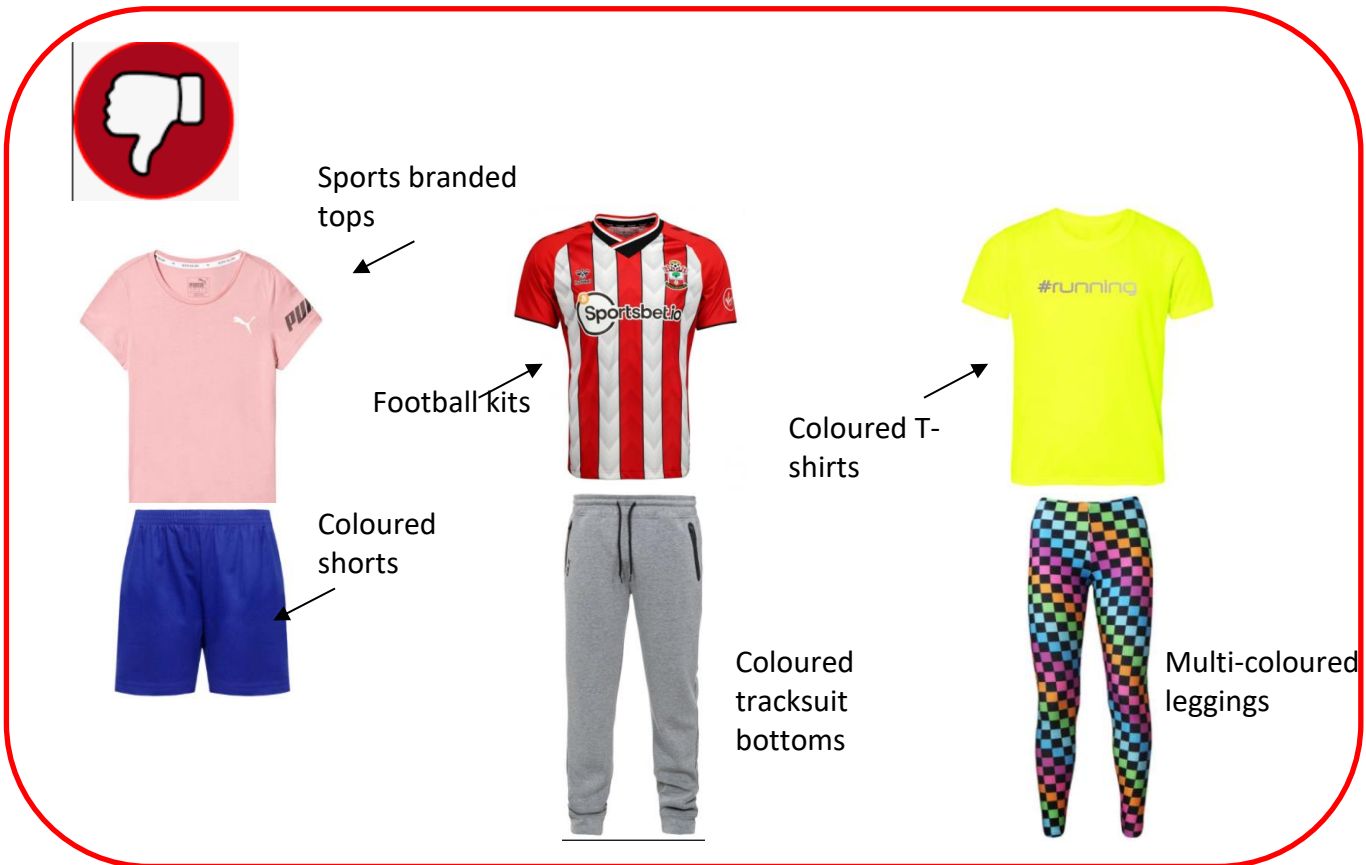 Sports branded
tops
PUMA
Sportsbet.io
#running
Football kits
Coloured T-
shirts
Coloured
shorts
Coloured
tracksuit
bottoms
Multi-coloured
leggings